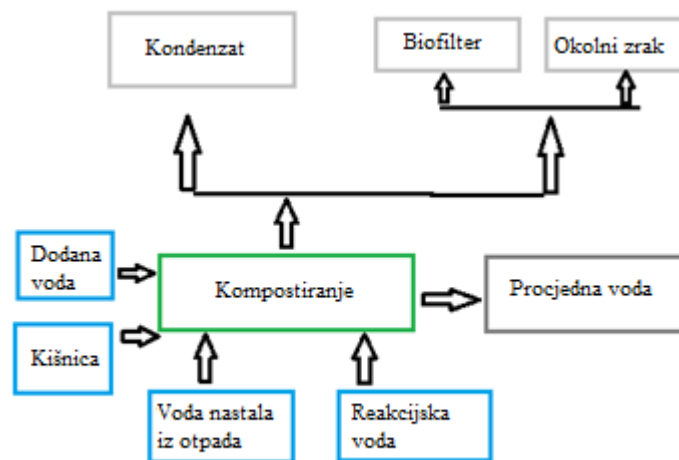 Kondenzat
Biofilter
Okolni zrak
Dodana
voda
Kompostiranje
Procjedna voda
Kišnica
Voda nastala
iz otpada
Reakcijska
voda